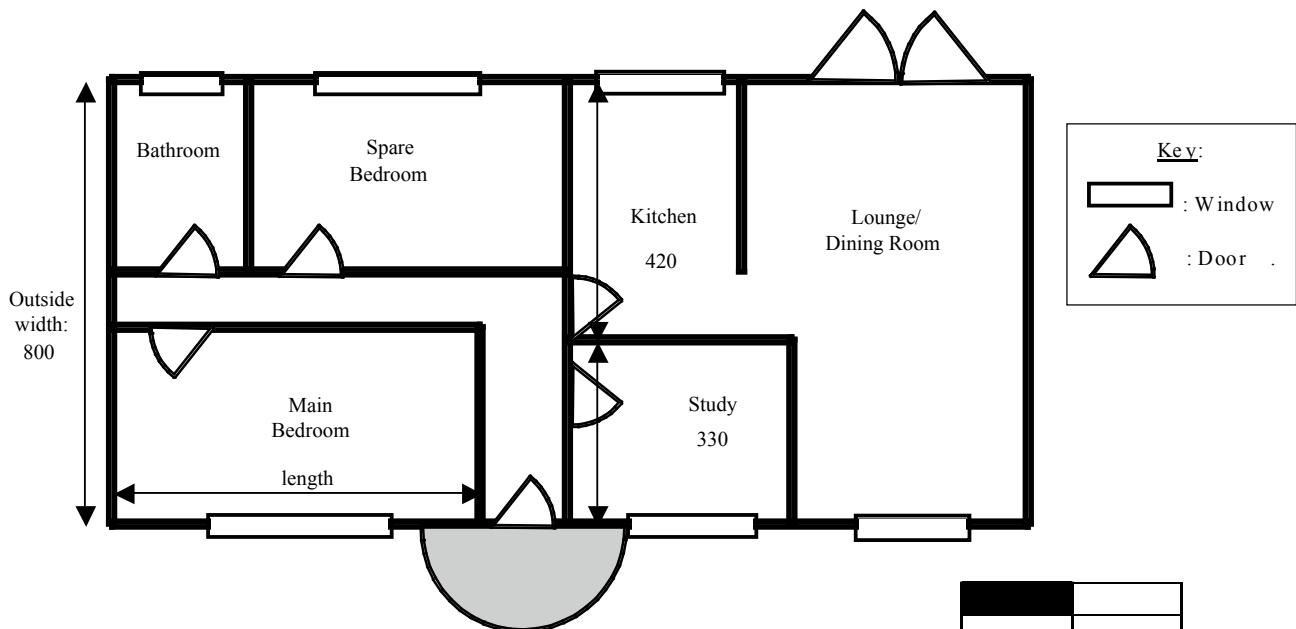 Bathroom
Spare
Bedroom
Kitchen
420
Lounge/
Dining Room
Key:
: Window
: Door .
Outside
width:
800
Main
Bedroom
length
Study
330